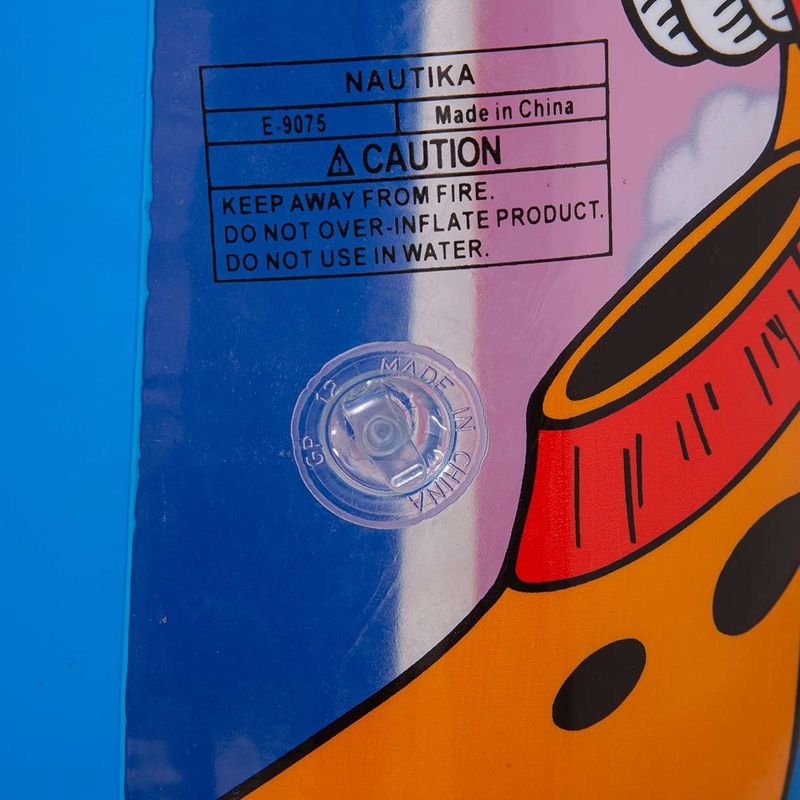 NAUTIKA
E-9075 Made in China
⚠ CAUTION
KEEP AWAY FROM FIRE.
DO NOT OVER-INFLATE PRODUCT.
DO NOT USE IN WATER.
GP 12 MADE IN CHINA